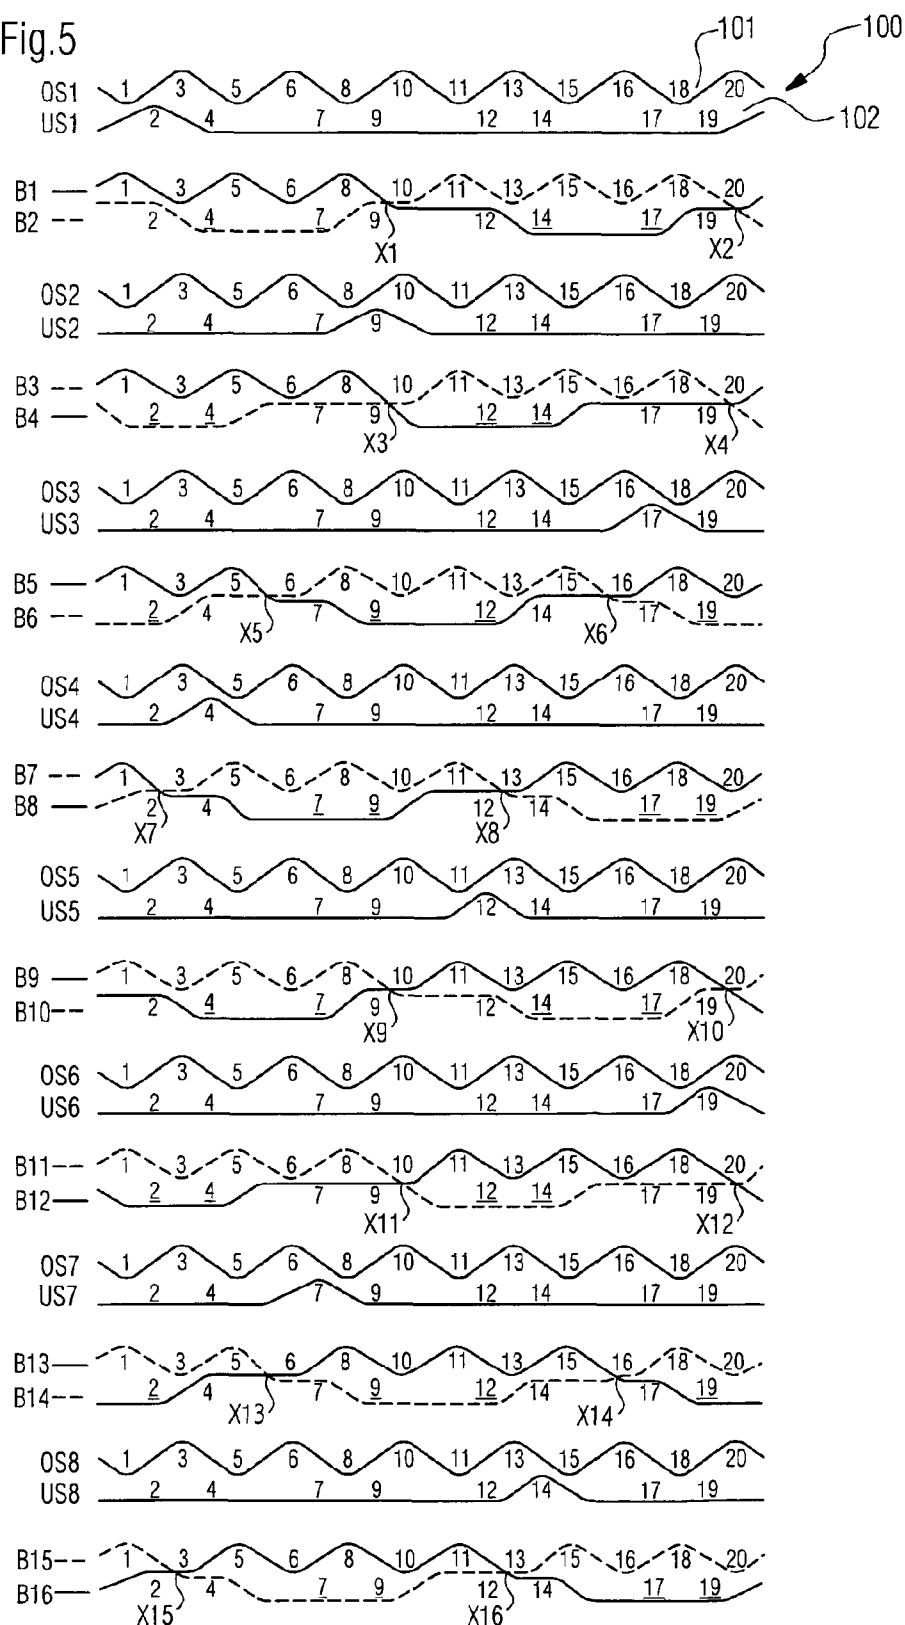 Fig.5
101
100
OS1 1 3 5 6 8 10 11 13 15 16 18 20
US1 2 4 7 9 12 14 17 19
102
B1 — 1 3 5 6 8 10 11 13 15 16 18 20
B2 -- 2 4 7 9 12 14 17 19
X1 X2
OS2 1 3 5 6 8 10 11 13 15 16 18 20
US2 2 4 7 9 12 14 17 19
B3 -- 1 3 5 6 8 10 11 13 15 16 18 20
B4 — 2 4 7 9 12 14 17 19
X3 X4
OS3 1 3 5 6 8 10 11 13 15 16 18 20
US3 2 4 7 9 12 14 17 19
B5 — 1 3 5 6 8 10 11 13 15 16 18 20
B6 -- 2 4 7 9 12 14 17 19
X5 X6
OS4 1 3 5 6 8 10 11 13 15 16 18 20
US4 2 4 7 9 12 14 17 19
B7 -- 1 3 5 6 8 10 11 13 15 16 18 20
B8 — 2 4 7 9 12 14 17 19
X7 X8
OS5 1 3 5 6 8 10 11 13 15 16 18 20
US5 2 4 7 9 12 14 17 19
B9 — 1 3 5 6 8 10 11 13 15 16 18 20
B10-- 2 4 7 9 12 14 17 19
X9 X10
OS6 1 3 5 6 8 10 11 13 15 16 18 20
US6 2 4 7 9 12 14 17 19
B11-- 1 3 5 6 8 10 11 13 15 16 18 20
B12— 2 4 7 9 12 14 17 19
X11 X12
OS7 1 3 5 6 8 10 11 13 15 16 18 20
US7 2 4 7 9 12 14 17 19
B13— 1 3 5 6 8 10 11 13 15 16 18 20
B14-- 2 4 7 9 12 14 17 19
X13 X14
OS8 1 3 5 6 8 10 11 13 15 16 18 20
US8 2 4 7 9 12 14 17 19
B15-- 1 3 5 6 8 10 11 13 15 16 18 20
B16— 2 4 7 9 12 14 17 19
X15 X16